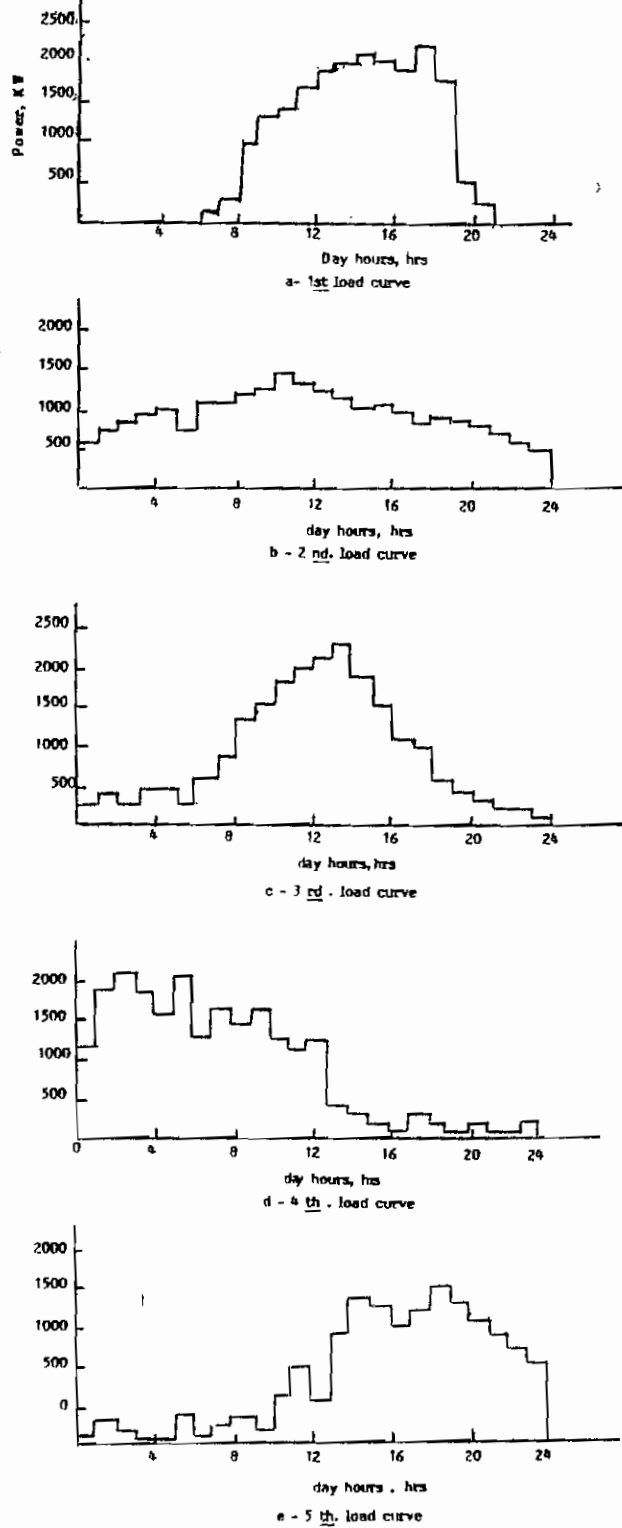 2500
2000
1500
1000
500
Power, KW
4 8 12 16 20 24
Day hours, hrs
a- 1st load curve
2000
1500
1000
500
4 8 12 16 20 24
day hours, hrs
b - 2 nd. load curve
2500
2000
1500
1000
500
4 8 12 16 20 24
day hours,hrs
c - 3 rd . load curve
2000
1500
1000
500
0 4 8 12 16 20 24
day hours, hrs
d - 4 th . load curve
2000
1500
1000
500
0
4 8 12 16 20 24
day hours . hrs
e - 5 th. load curve